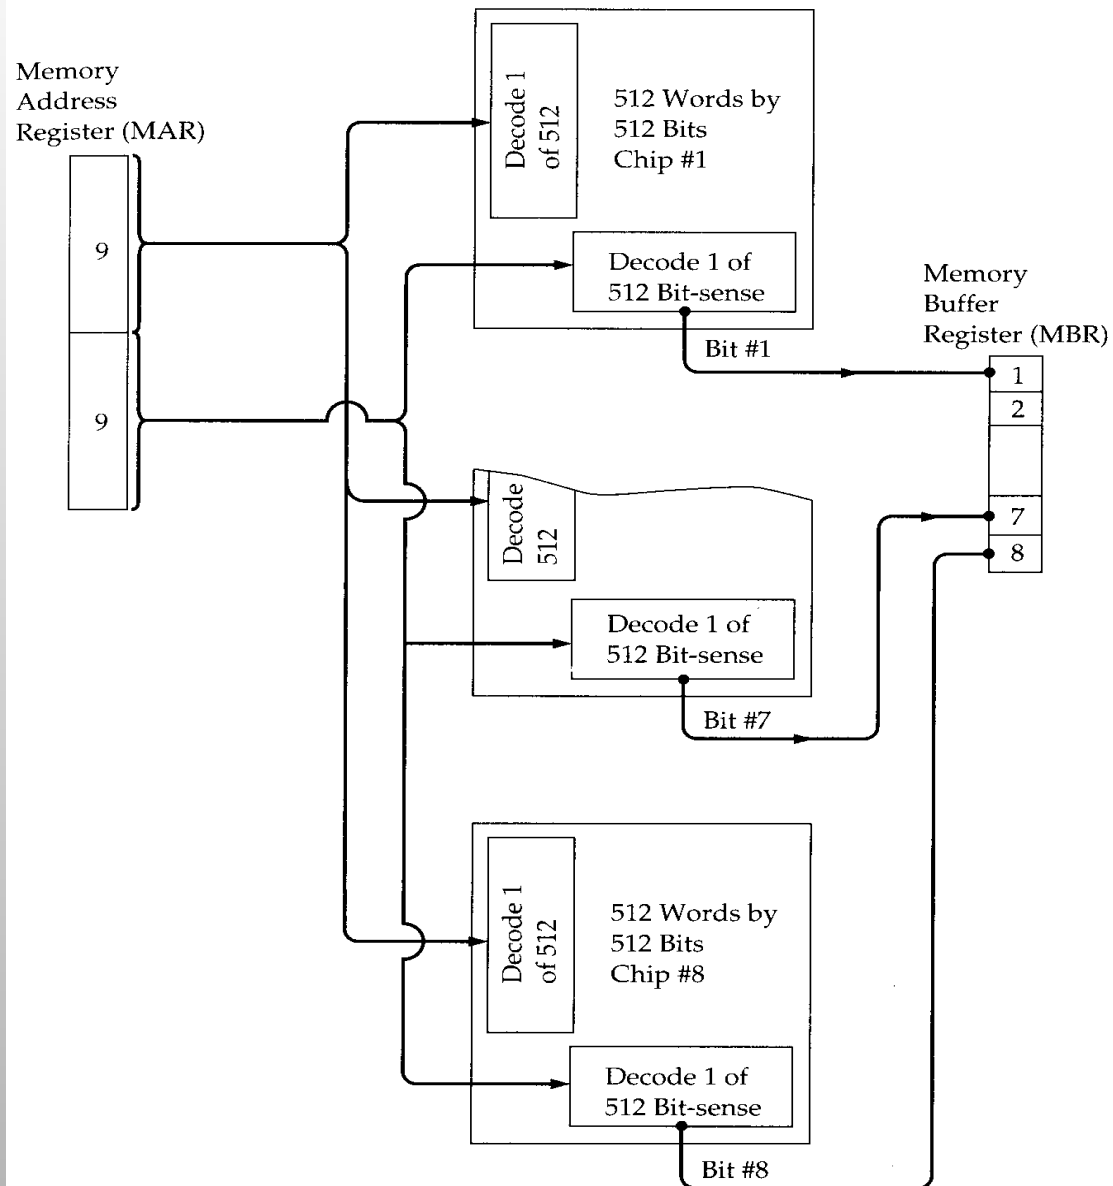 Memory
Address
Register (MAR)
9
9
Decode 1
of 512
512 Words by
512 Bits
Chip #1
Decode 1 of
512 Bit-sense
Bit #1
Memory
Buffer
Register (MBR)
1
2
7
8
Decode
512
Decode 1 of
512 Bit-sense
Bit #7
Decode 1
of 512
512 Words by
512 Bits
Chip #8
Decode 1 of
512 Bit-sense
Bit #8